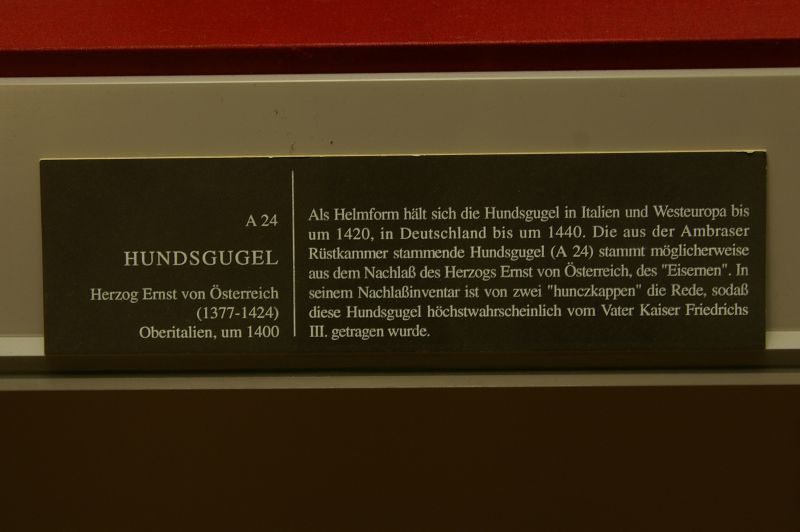 A 24
HUNDSGUGEL
Herzog Ernst von Österreich
(1377-1424)
Oberitalien, um 1400
Als Helmform hält sich die Hundsgugel in Italien und Westeuropa bis
um 1420, in Deutschland bis um 1440. Die aus der Ambraser
Rüstkammer stammende Hundsgugel (A 24) stammt möglicherweise
aus dem Nachlaß des Herzogs Ernst von Österreich, des "Eisernen". In
seinem Nachlaßinventar ist von zwei "hunczkappen" die Rede, sodaß
diese Hundsgugel höchstwahrscheinlich vom Vater Kaiser Friedrichs
III. getragen wurde.